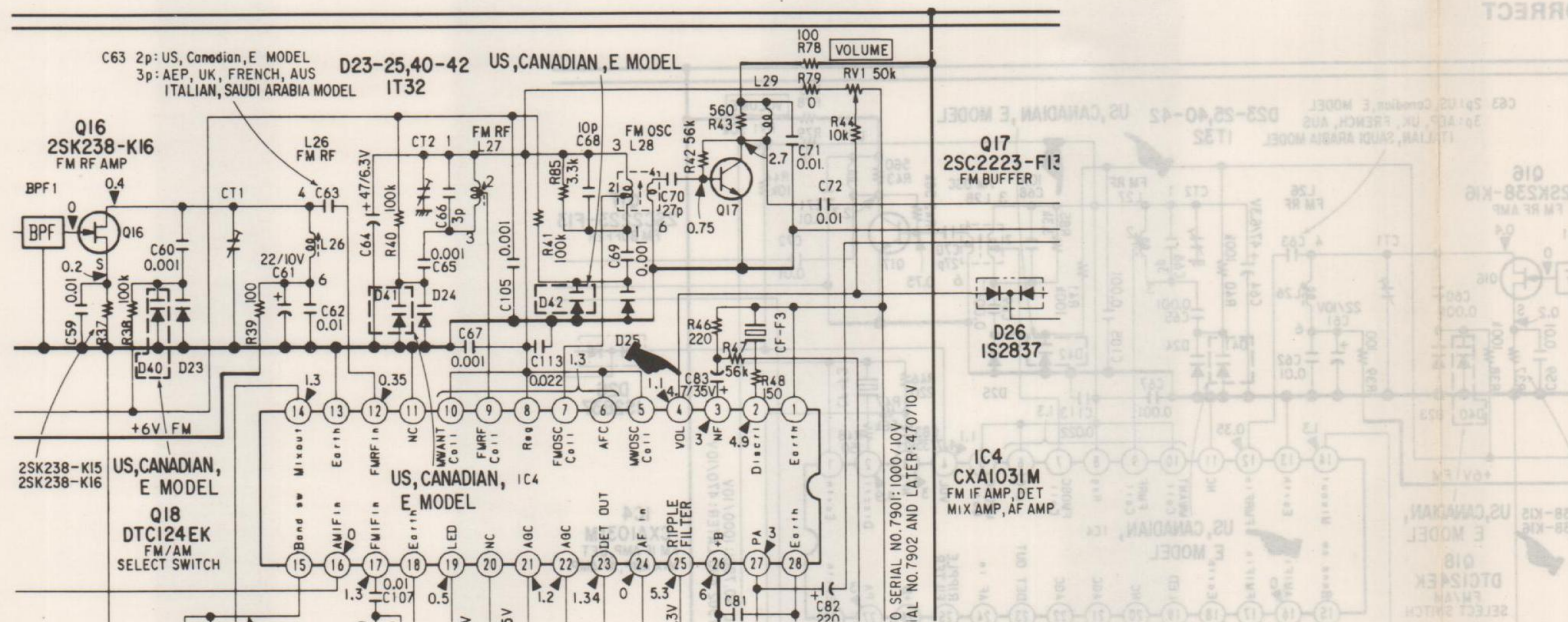 C63 2p: US, Canadian, E MODEL
3p: AEP, UK, FRENCH, AUS
ITALIAN, SAUDI ARABIA MODEL
D23-25,40-42
IT32
US,CANADIAN,E MODEL
100
R78
VOLUME
R79
0
RV1 50k
L29
Q16
2SK238-K16
FM RF AMP
BPF1
0.4
0
BPF
Q16
0.2
S
0.01
C59
R37
100k
R38
C60
0.001
D40
D23
CT1
100
R39
22/10V
C61
L26
FM RF
4
C63
L26
6
C62
0.01
47/6.3V
C64
100k
R40
CT2
1
FM RF
L27
2
3
C66
3p
0.001
C65
D41
D24
C105
0.001
R41
100k
R85
3.3k
10p
C68
3
FM OSC
L28
4
2
1
6
C70
27p
C69
0.001
D42
D25
C67
0.001
C113
0.022
1.3
R42 56k
560
R43
2.7
Q17
0.75
C71
0.01
R44
10k
C72
0.01
Q17
2SC2223-F13
FM BUFFER
D26
IS2837
R46
220
R47
56k
CF-F3
C83
4.7/35V
R48
150
1.1
+6V FM
1.3
0.35
3
4.9
14 13 12 11 10 9 8 7 6 5 4 3 2 1
Band sw
Mixout
Earth
FMRFin
NC
MWANT
Coil
FMRF
Coil
Reg
FMOSC
Coil
AFC
MWOSC
Coil
VOL
NF
Discri
Earth
2SK238-K15
2SK238-K16
US,CANADIAN,
E MODEL
US,CANADIAN,
E MODEL
IC4
IC4
CXA1031M
FM IF AMP,DET
MIX AMP, AF AMP
Q18
DTC124EK
FM/AM
SELECT SWITCH
AMIFin
FMIFin
Earth
LED
NC
AGC
AGC
DET OUT
AF in
RIPPLE
FILTER
+B
PA
Earth
15 16 17 18 19 20 21 22 23 24 25 26 27 28
0
1.3
0.01
C107
0.5
1.2
1.34
0
5.3
6
3
C81
C82
220
O SERIAL NO.7901:1000/10V
IAL NO.7902 AND LATER:470/10V